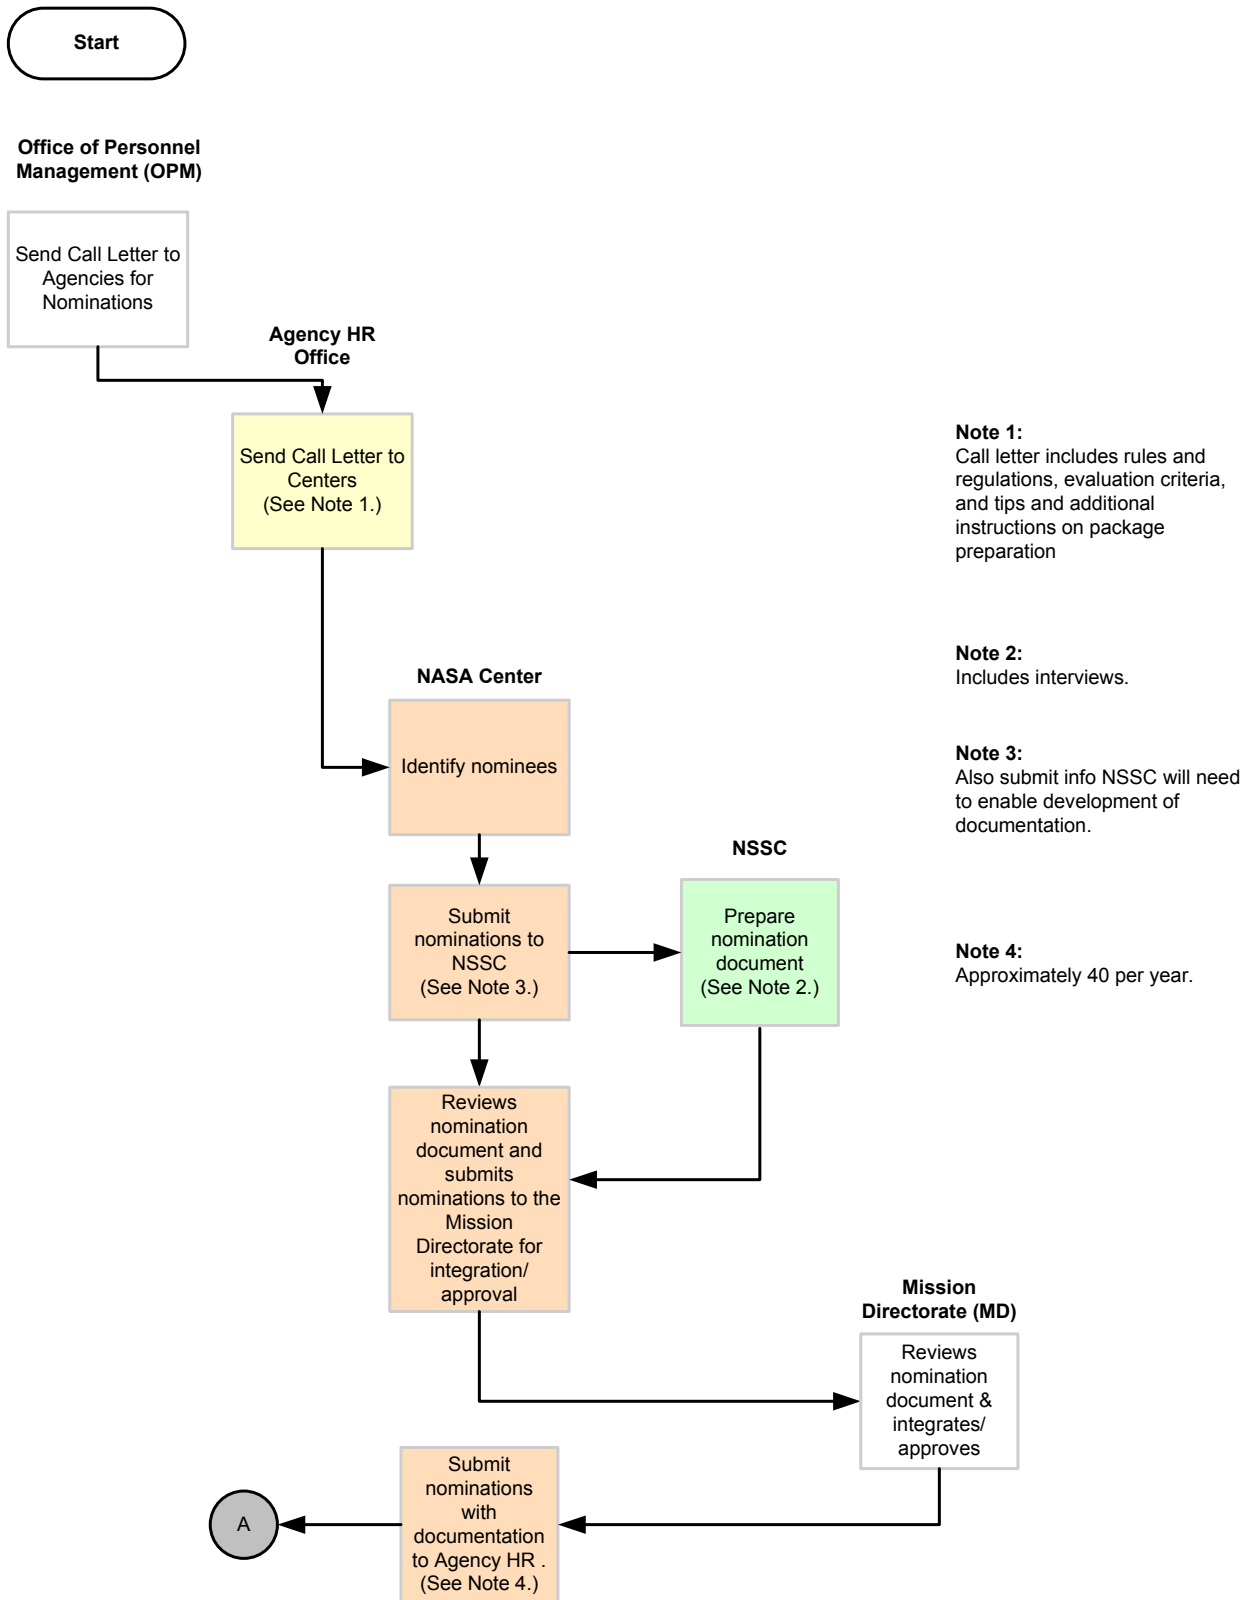 Start
Office of Personnel
Management (OPM)
Send Call Letter to
Agencies for
Nominations
Agency HR
Office
Send Call Letter to
Centers
(See Note 1.)
Note 1:
Call letter includes rules and
regulations, evaluation criteria,
and tips and additional
instructions on package
preparation
Note 2:
Includes interviews.
NASA Center
Identify nominees
Note 3:
Also submit info NSSC will need
to enable development of
documentation.
NSSC
Submit
nominations to
NSSC
(See Note 3.)
Prepare
nomination
document
(See Note 2.)
Note 4:
Approximately 40 per year.
Reviews
nomination
document and
submits
nominations to the
Mission
Directorate for
integration/
approval
Mission
Directorate (MD)
Reviews
nomination
document &
integrates/
approves
Submit
nominations
with
documentation
to Agency HR .
(See Note 4.)
A